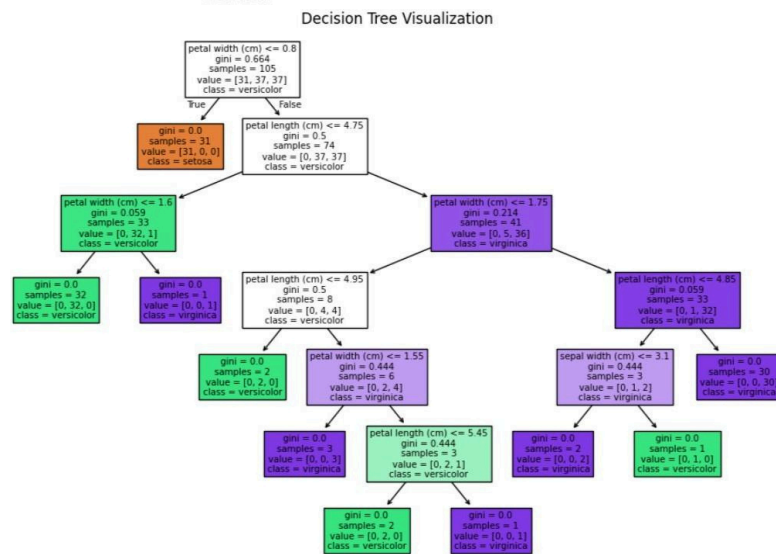 Decision Tree Visualization
petal width (cm) <= 0.8
gini = 0.664
samples = 105
value = [31, 37, 37]
class = versicolor
True
False
gini = 0.0
samples = 31
value = [31, 0, 0]
class = setosa
petal length (cm) <= 4.75
gini = 0.5
samples = 74
value = [0, 37, 37]
class = versicolor
petal width (cm) <= 1.6
gini = 0.059
samples = 33
value = [0, 32, 1]
class = versicolor
petal width (cm) <= 1.75
gini = 0.214
samples = 41
value = [0, 5, 36]
class = virginica
gini = 0.0
samples = 32
value = [0, 32, 0]
class = versicolor
gini = 0.0
samples = 1
value = [0, 0, 1]
class = virginica
petal length (cm) <= 4.95
gini = 0.5
samples = 8
value = [0, 4, 4]
class = versicolor
petal length (cm) <= 4.85
gini = 0.059
samples = 33
value = [0, 1, 32]
class = virginica
gini = 0.0
samples = 2
value = [0, 2, 0]
class = versicolor
petal width (cm) <= 1.55
gini = 0.444
samples = 6
value = [0, 2, 4]
class = virginica
sepal width (cm) <= 3.1
gini = 0.444
samples = 3
value = [0, 1, 2]
class = virginica
gini = 0.0
samples = 30
value = [0, 0, 30]
class = virginica
gini = 0.0
samples = 3
value = [0, 0, 3]
class = virginica
petal length (cm) <= 5.45
gini = 0.444
samples = 3
value = [0, 2, 1]
class = versicolor
gini = 0.0
samples = 2
value = [0, 0, 2]
class = virginica
gini = 0.0
samples = 1
value = [0, 1, 0]
class = versicolor
gini = 0.0
samples = 2
value = [0, 2, 0]
class = versicolor
gini = 0.0
samples = 1
value = [0, 0, 1]
class = virginica